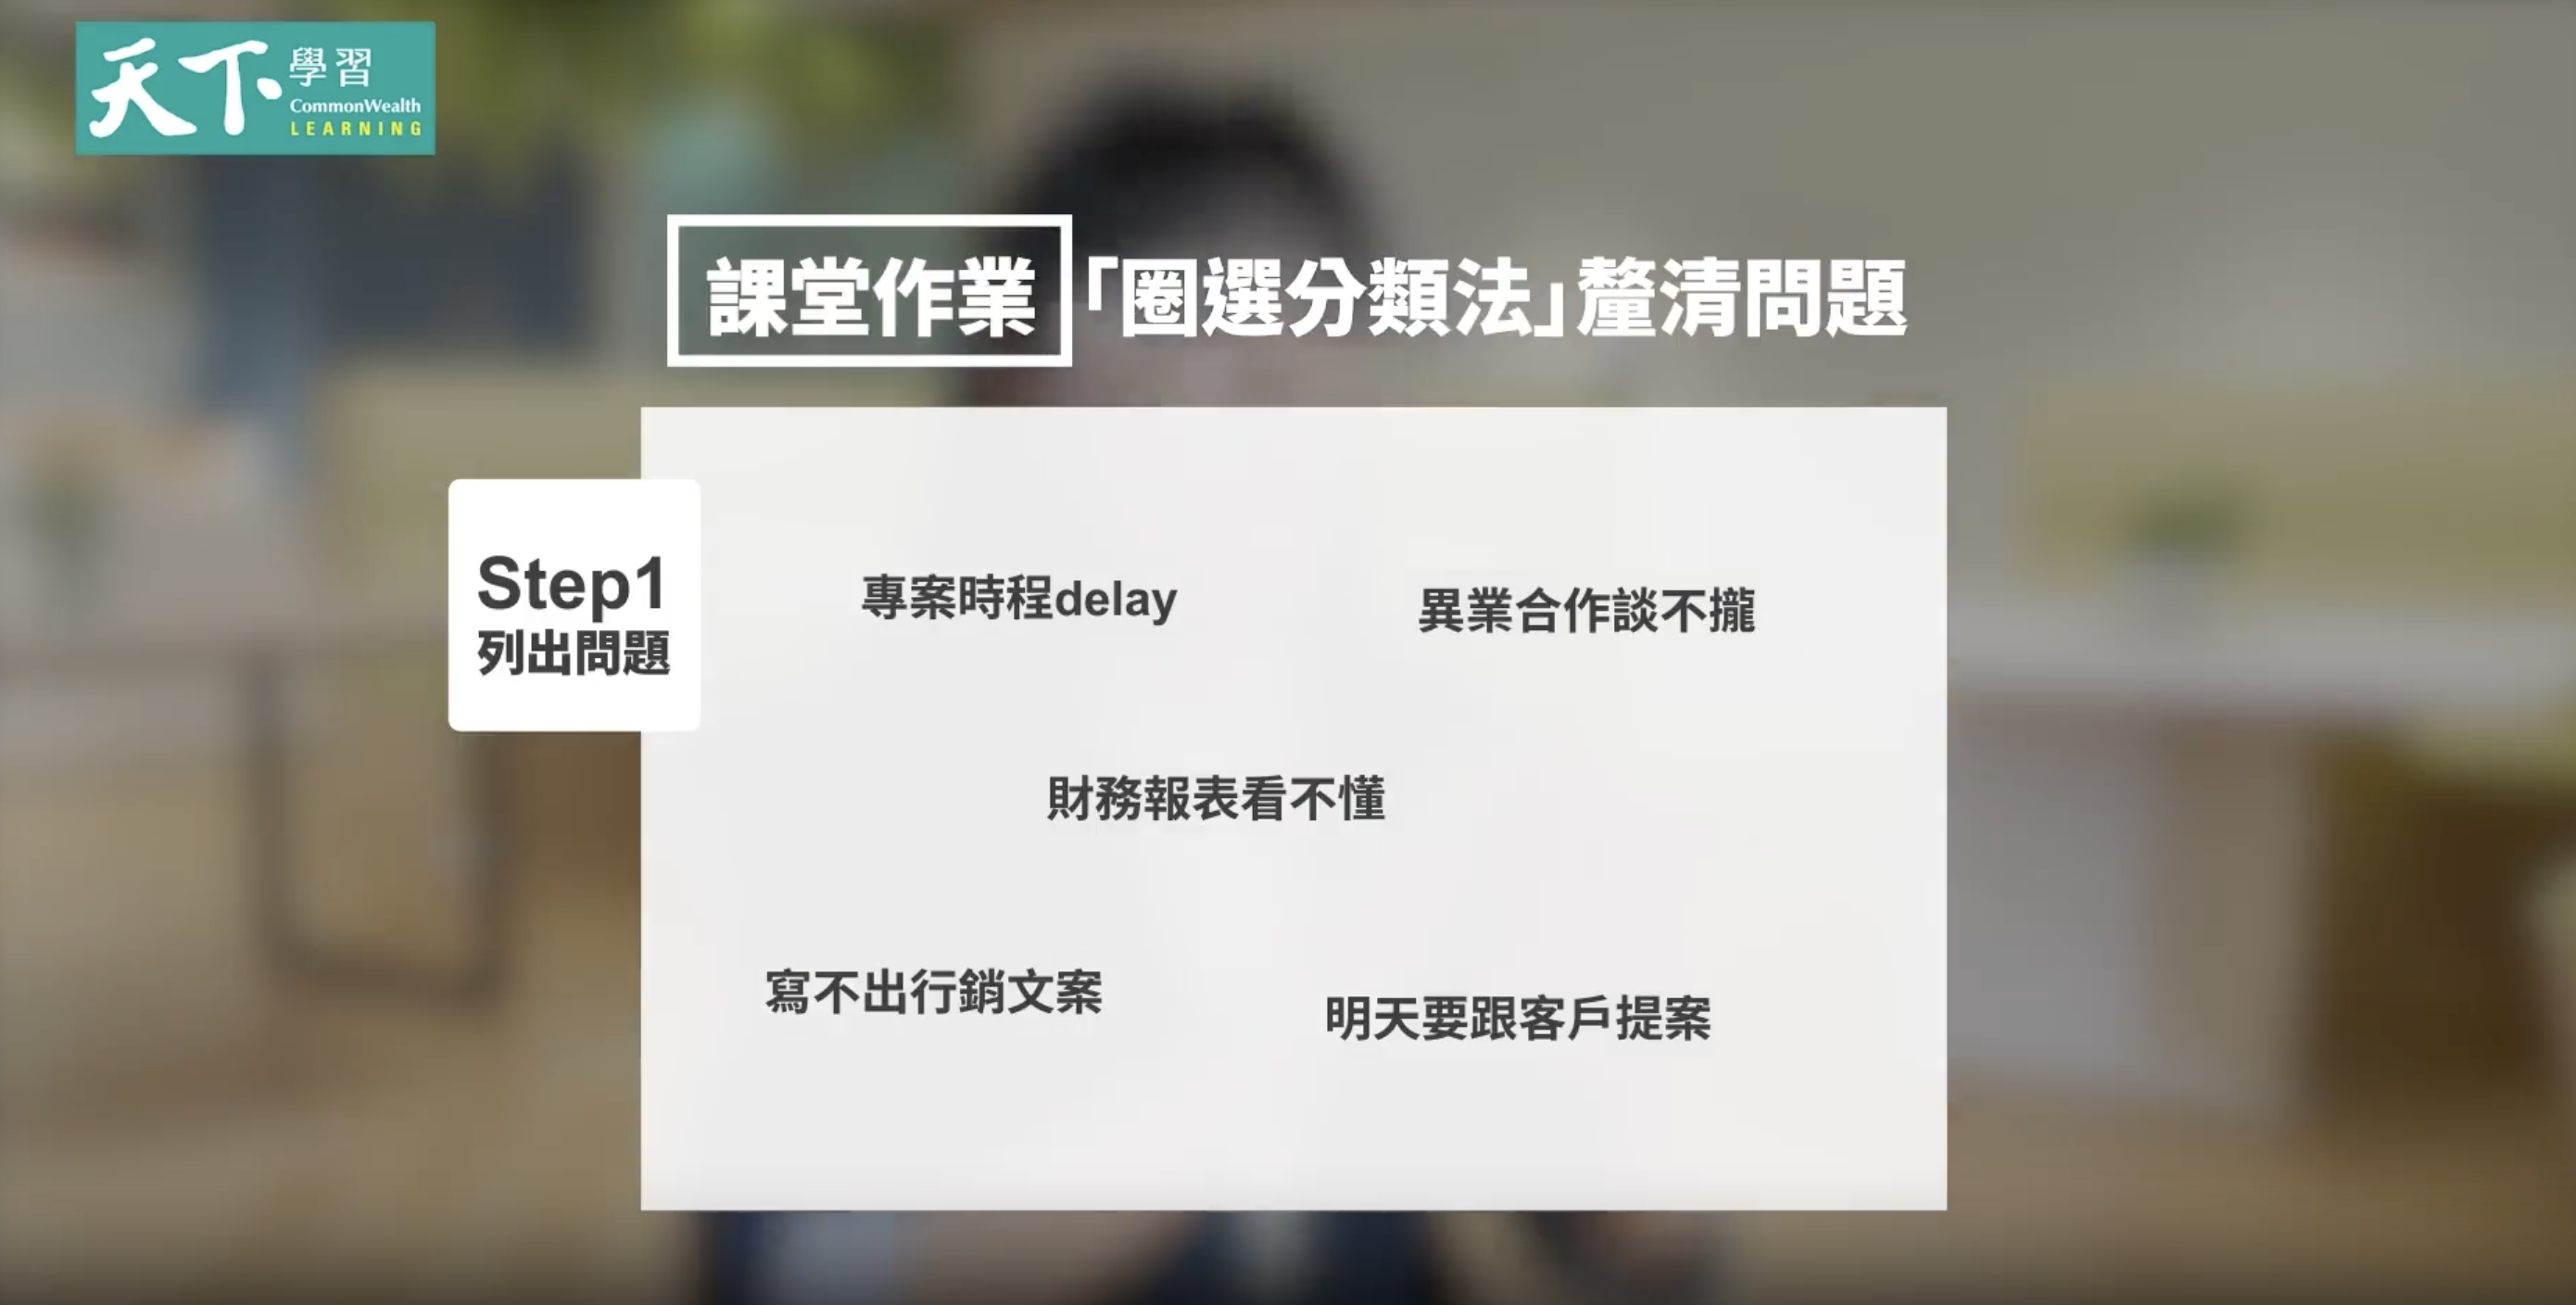 天下學習
CommonWealth
LEARNING
課堂作業「圈選分類法」釐清問題
Step1
列出問題
專案時程delay
異業合作談不攏
財務報表看不懂
寫不出行銷文案
明天要跟客戶提案